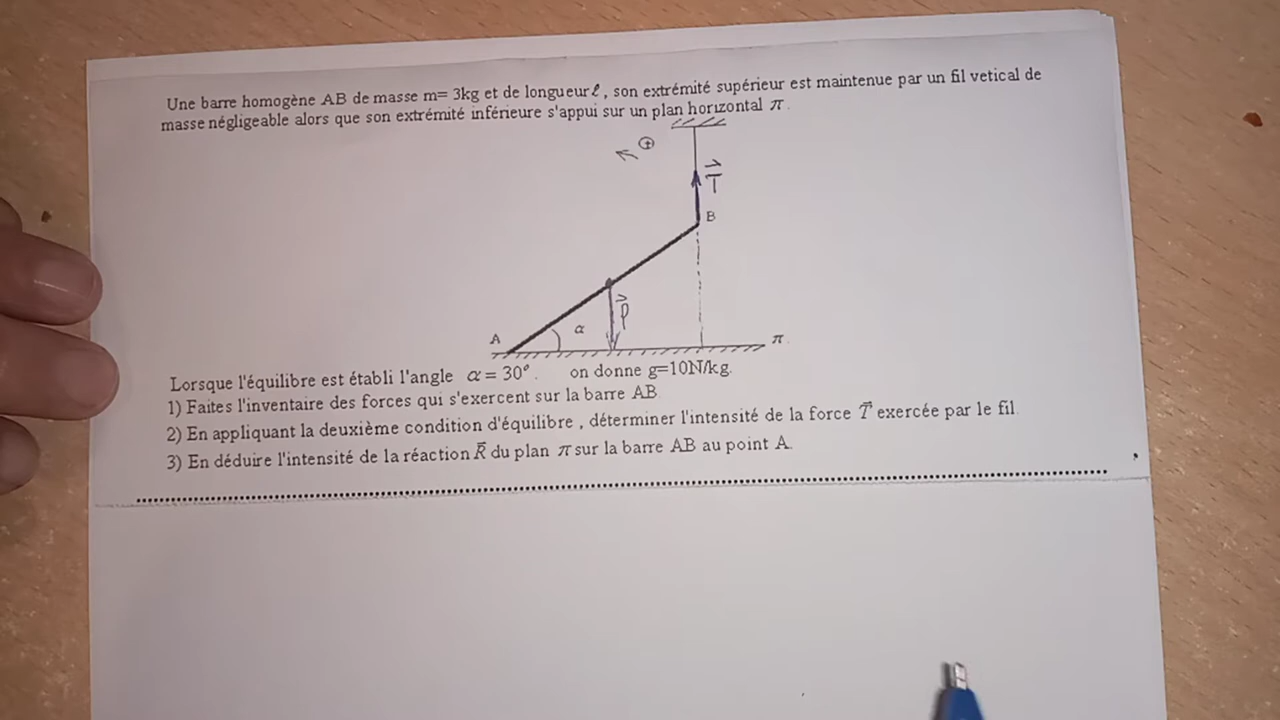 Une barre homogène AB de masse m= 3kg et de longueur ℓ , son extrémité supérieur est maintenue par un fil vetical de
masse négligeable alors que son extrémité inférieure s'appui sur un plan horizontal π .
⊕
T
B
P
A
α
π .
Lorsque l'équilibre est établi l'angle α = 30° . on donne g=10N/kg.
1) Faites l'inventaire des forces qui s'exercent sur la barre AB
2) En appliquant la deuxième condition d'équilibre , déterminer l'intensité de la force T⃗ exercée par le fil.
3) En déduire l'intensité de la réaction R⃗ du plan π sur la barre AB au point A.